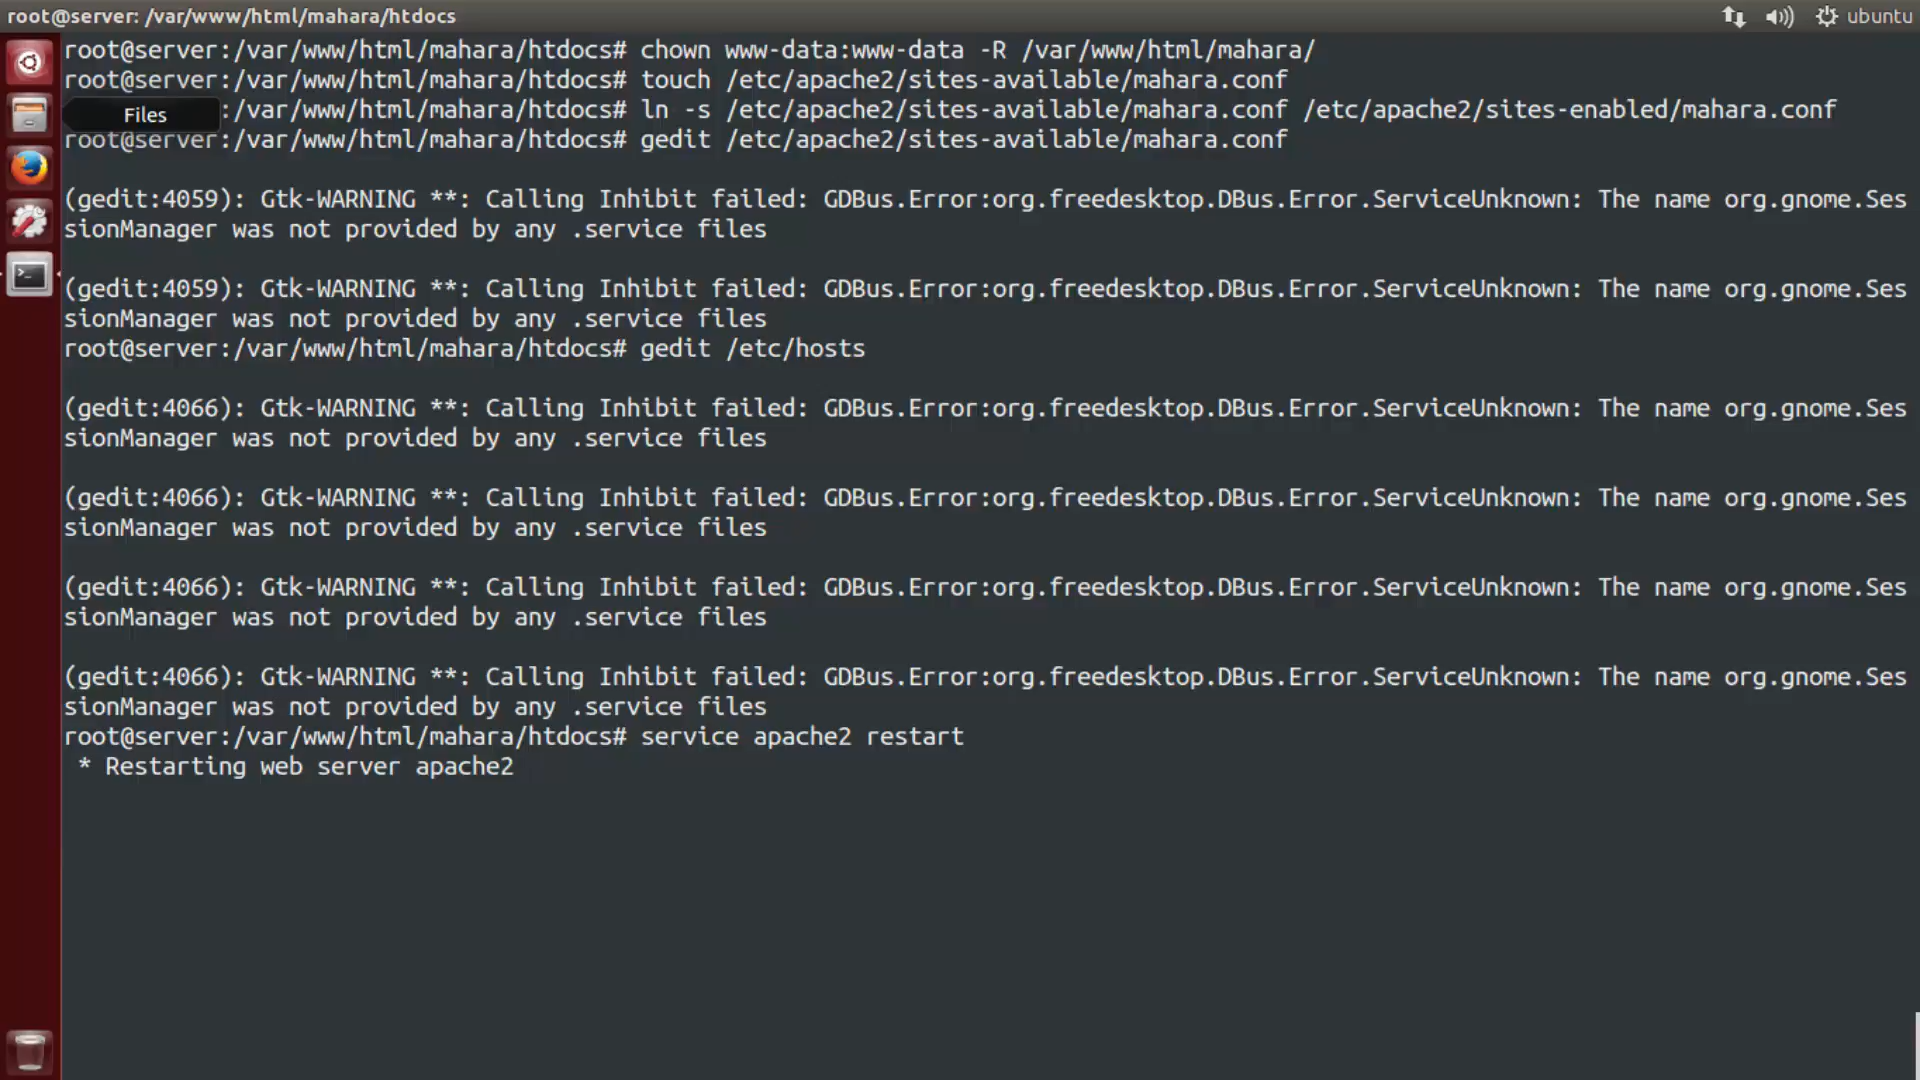 root@server: /var/www/html/mahara/htdocs
ubuntu
root@server:/var/www/html/mahara/htdocs# chown www-data:www-data -R /var/www/html/mahara/
root@server:/var/www/html/mahara/htdocs# touch /etc/apache2/sites-available/mahara.conf
Files
:/var/www/html/mahara/htdocs# ln -s /etc/apache2/sites-available/mahara.conf /etc/apache2/sites-enabled/mahara.conf
root@server:/var/www/html/mahara/htdocs# gedit /etc/apache2/sites-available/mahara.conf
(gedit:4059): Gtk-WARNING **: Calling Inhibit failed: GDBus.Error:org.freedesktop.DBus.Error.ServiceUnknown: The name org.gnome.Ses
sionManager was not provided by any .service files
(gedit:4059): Gtk-WARNING **: Calling Inhibit failed: GDBus.Error:org.freedesktop.DBus.Error.ServiceUnknown: The name org.gnome.Ses
sionManager was not provided by any .service files
root@server:/var/www/html/mahara/htdocs# gedit /etc/hosts
(gedit:4066): Gtk-WARNING **: Calling Inhibit failed: GDBus.Error:org.freedesktop.DBus.Error.ServiceUnknown: The name org.gnome.Ses
sionManager was not provided by any .service files
(gedit:4066): Gtk-WARNING **: Calling Inhibit failed: GDBus.Error:org.freedesktop.DBus.Error.ServiceUnknown: The name org.gnome.Ses
sionManager was not provided by any .service files
(gedit:4066): Gtk-WARNING **: Calling Inhibit failed: GDBus.Error:org.freedesktop.DBus.Error.ServiceUnknown: The name org.gnome.Ses
sionManager was not provided by any .service files
(gedit:4066): Gtk-WARNING **: Calling Inhibit failed: GDBus.Error:org.freedesktop.DBus.Error.ServiceUnknown: The name org.gnome.Ses
sionManager was not provided by any .service files
root@server:/var/www/html/mahara/htdocs# service apache2 restart
 * Restarting web server apache2